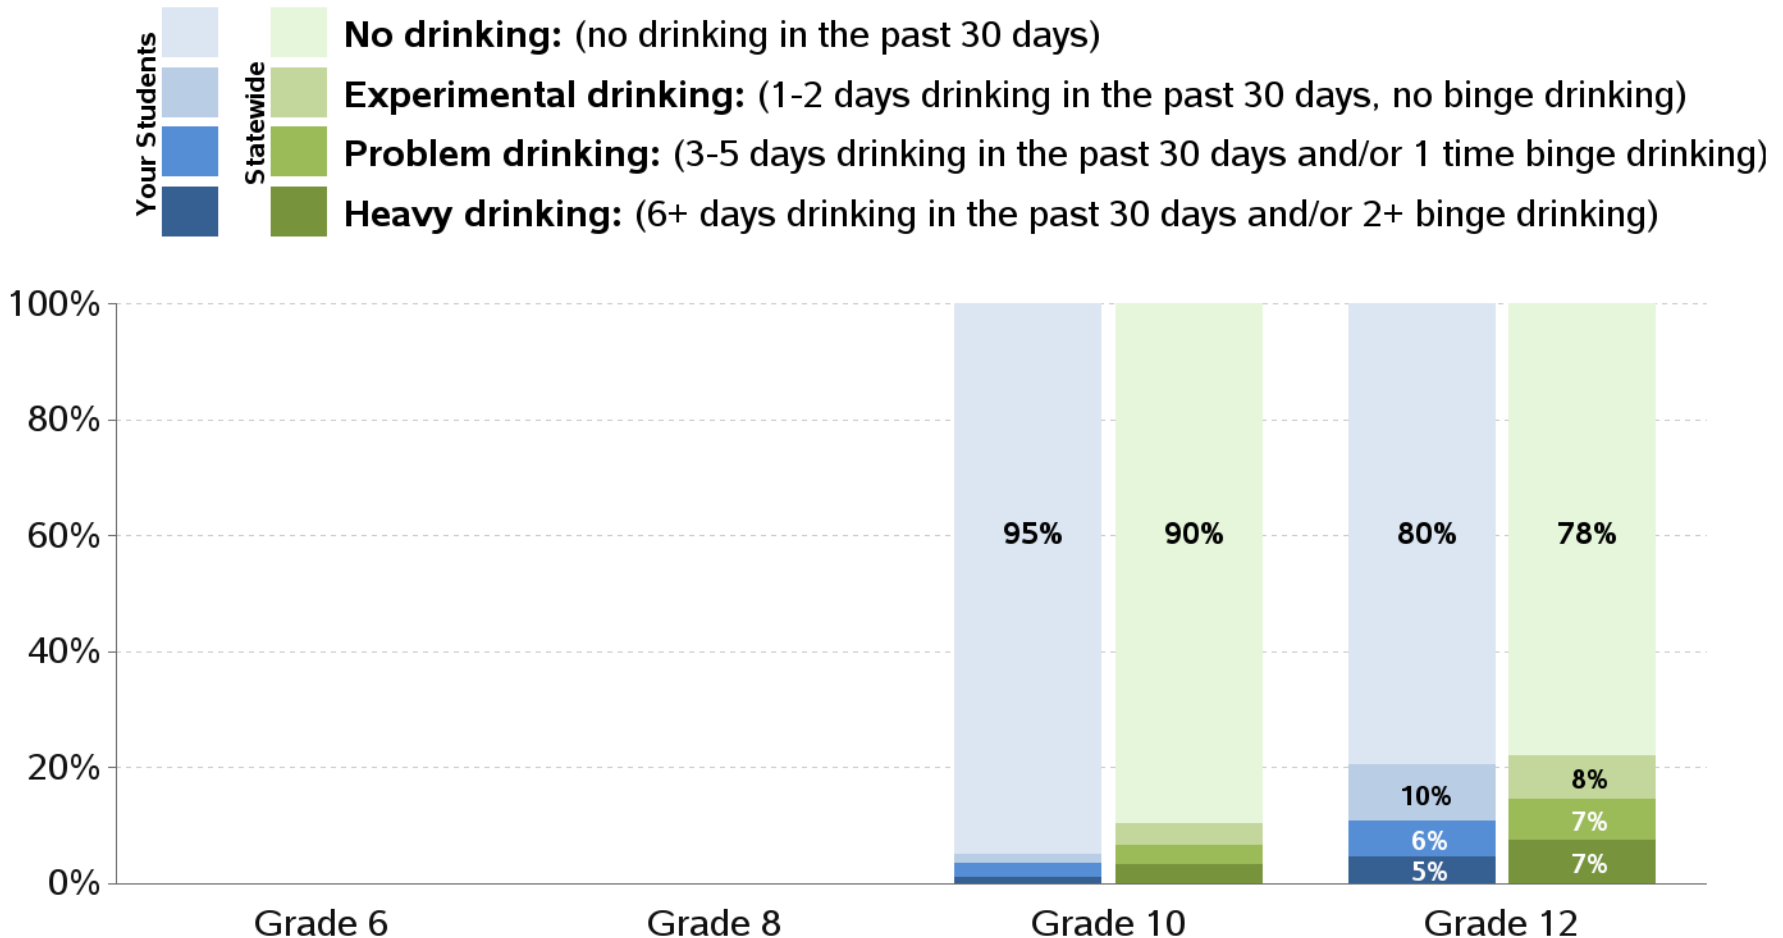 Your Students
Statewide
No drinking: (no drinking in the past 30 days)
Experimental drinking: (1-2 days drinking in the past 30 days, no binge drinking)
Problem drinking: (3-5 days drinking in the past 30 days and/or 1 time binge drinking)
Heavy drinking: (6+ days drinking in the past 30 days and/or 2+ binge drinking)
100%
80%
60%
40%
20%
0%
95%
90%
80%
78%
10%
6%
5%
8%
7%
7%
Grade 6
Grade 8
Grade 10
Grade 12